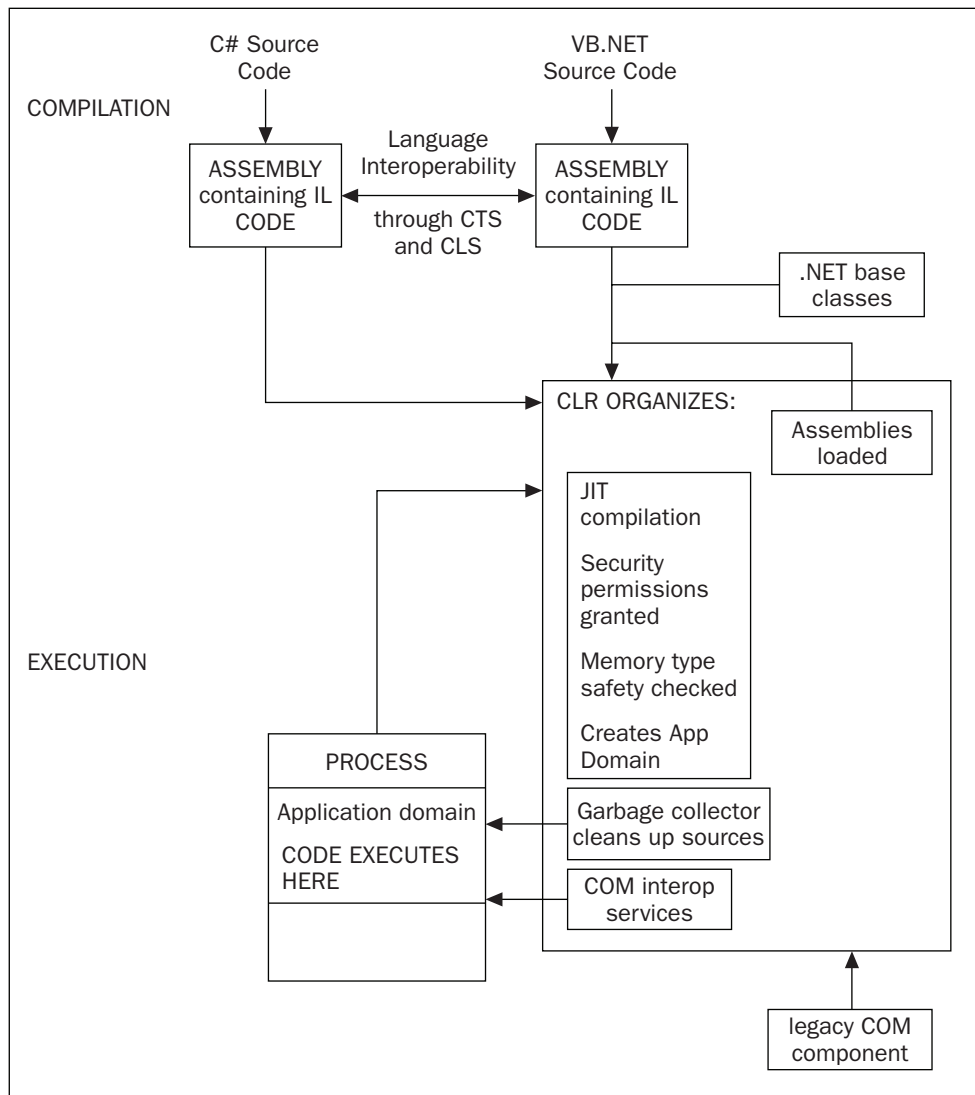 C# Source
Code
VB.NET
Source Code
COMPILATION
ASSEMBLY
containing IL
CODE
Language
Interoperability
through CTS
and CLS
ASSEMBLY
containing IL
CODE
.NET base
classes
CLR ORGANIZES:
Assemblies
loaded
JIT
compilation
Security
permissions
granted
Memory type
safety checked
Creates App
Domain
EXECUTION
PROCESS
Application domain
CODE EXECUTES
HERE
Garbage collector
cleans up sources
COM interop
services
legacy COM
component